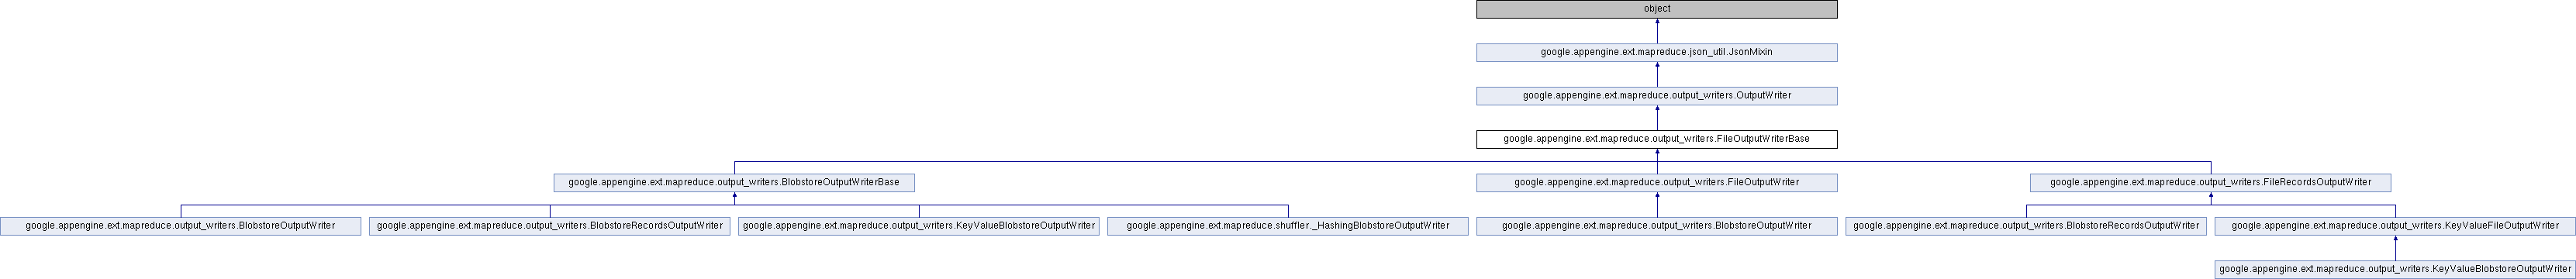 object
google.appengine.ext.mapreduce.json_util.JsonMixin
google.appengine.ext.mapreduce.output_writers.OutputWriter
google.appengine.ext.mapreduce.output_writers.FileOutputWriterBase
google.appengine.ext.mapreduce.output_writers.BlobstoreOutputWriterBase
google.appengine.ext.mapreduce.output_writers.FileOutputWriter
google.appengine.ext.mapreduce.output_writers.FileRecordsOutputWriter
google.appengine.ext.mapreduce.output_writers.BlobstoreOutputWriter
google.appengine.ext.mapreduce.output_writers.BlobstoreRecordsOutputWriter
google.appengine.ext.mapreduce.output_writers.KeyValueBlobstoreOutputWriter
google.appengine.ext.mapreduce.shuffler._HashingBlobstoreOutputWriter
google.appengine.ext.mapreduce.output_writers.BlobstoreOutputWriter
google.appengine.ext.mapreduce.output_writers.BlobstoreRecordsOutputWriter
google.appengine.ext.mapreduce.output_writers.KeyValueFileOutputWriter
google.appengine.ext.mapreduce.output_writers.KeyValueBlobstoreOutputWriter